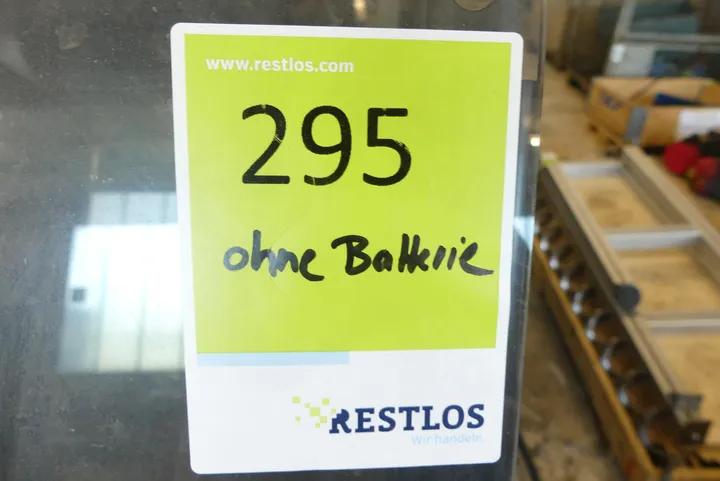 www.restlos.com
295
ohne Batterie
RESTLOS
Wir handeln.